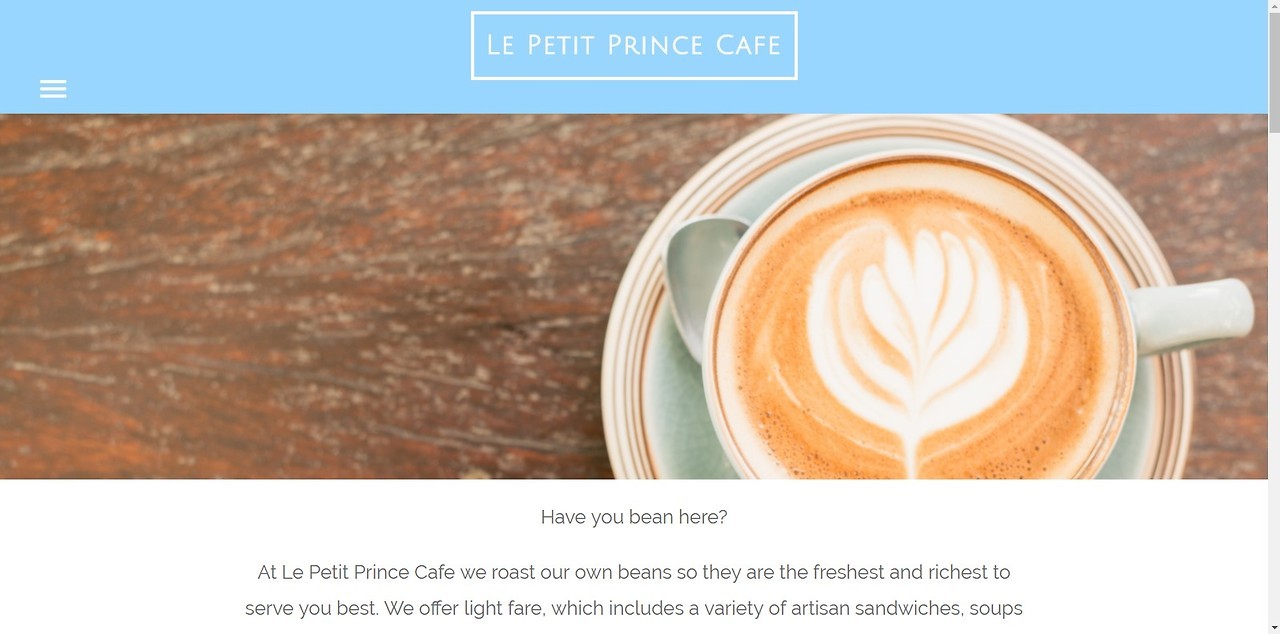 Le Petit Prince Cafe
Have you bean here?
At Le Petit Prince Cafe we roast our own beans so they are the freshest and richest to
serve you best. We offer light fare, which includes a variety of artisan sandwiches, soups